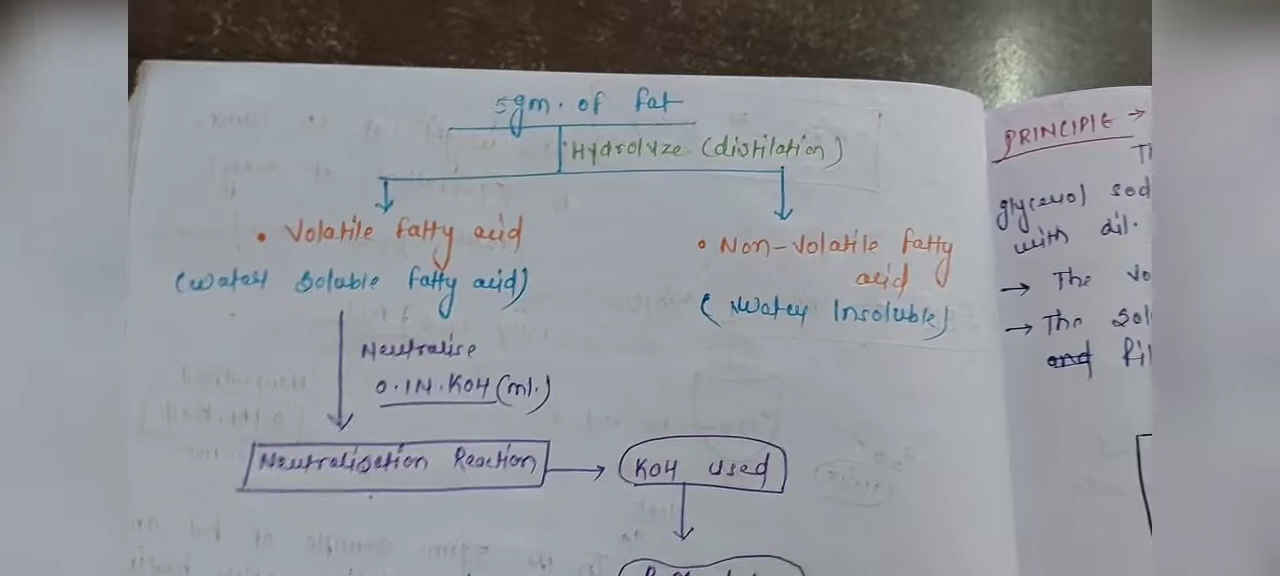 5gm. of fat
Hydrolyze (distilation)
• Volatile fatty acid
(Water Soluble fatty acid)
• Non-Volatile fatty
acid
(Water Insoluble)
Neutralise
0.1N.KOH (ml.)
Neutralisation Reaction
KOH used
PRINCIPLE →
glycerol
with dil.
→ The
→ The
and